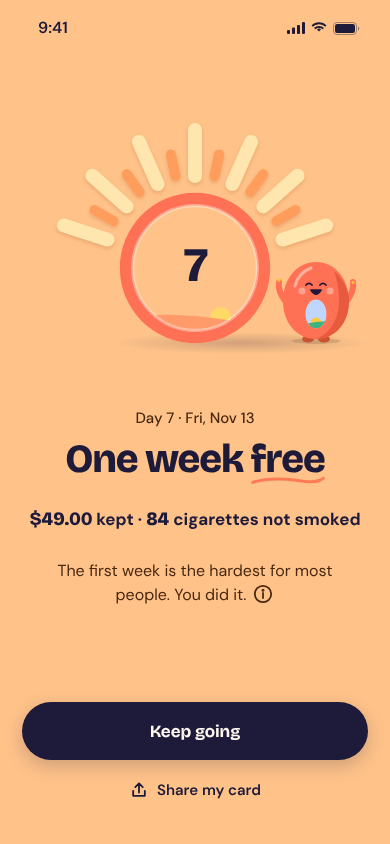 9:41
7
Day 7 · Fri, Nov 13
One week free
$49.00 kept · 84 cigarettes not smoked
The first week is the hardest for most
people. You did it.
Keep going
Share my card